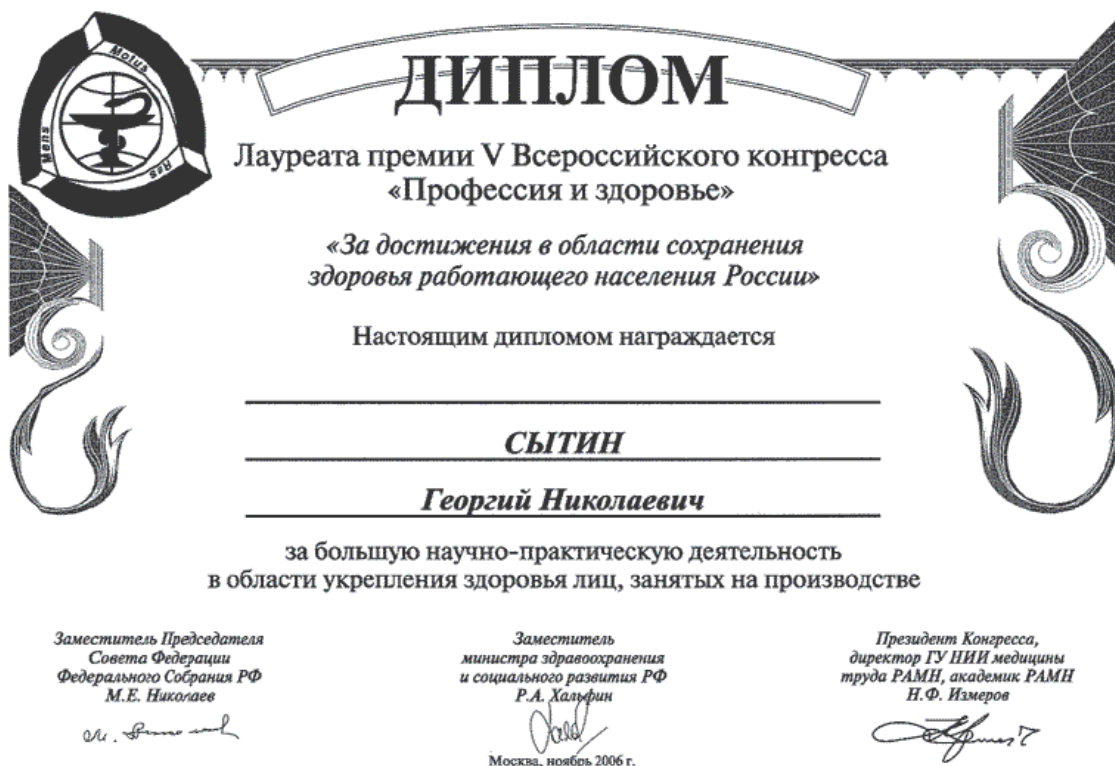 Mens
Motus
Res
ДИПЛОМ
Лауреата премии V Всероссийского конгресса
«Профессия и здоровье»
«За достижения в области сохранения
здоровья работающего населения России»
Настоящим дипломом награждается
СЫТИН
Георгий Николаевич
за большую научно-практическую деятельность
в области укрепления здоровья лиц, занятых на производстве
Заместитель Председателя
Совета Федерации
Федерального Собрания РФ
М.Е. Николаев
Заместитель
министра здравоохранения
и социального развития РФ
Р.А. Хальфин
Президент Конгресса,
директор ГУ НИИ медицины
труда РАМН, академик РАМН
Н.Ф. Измеров
Москва, ноябрь 2006 г.